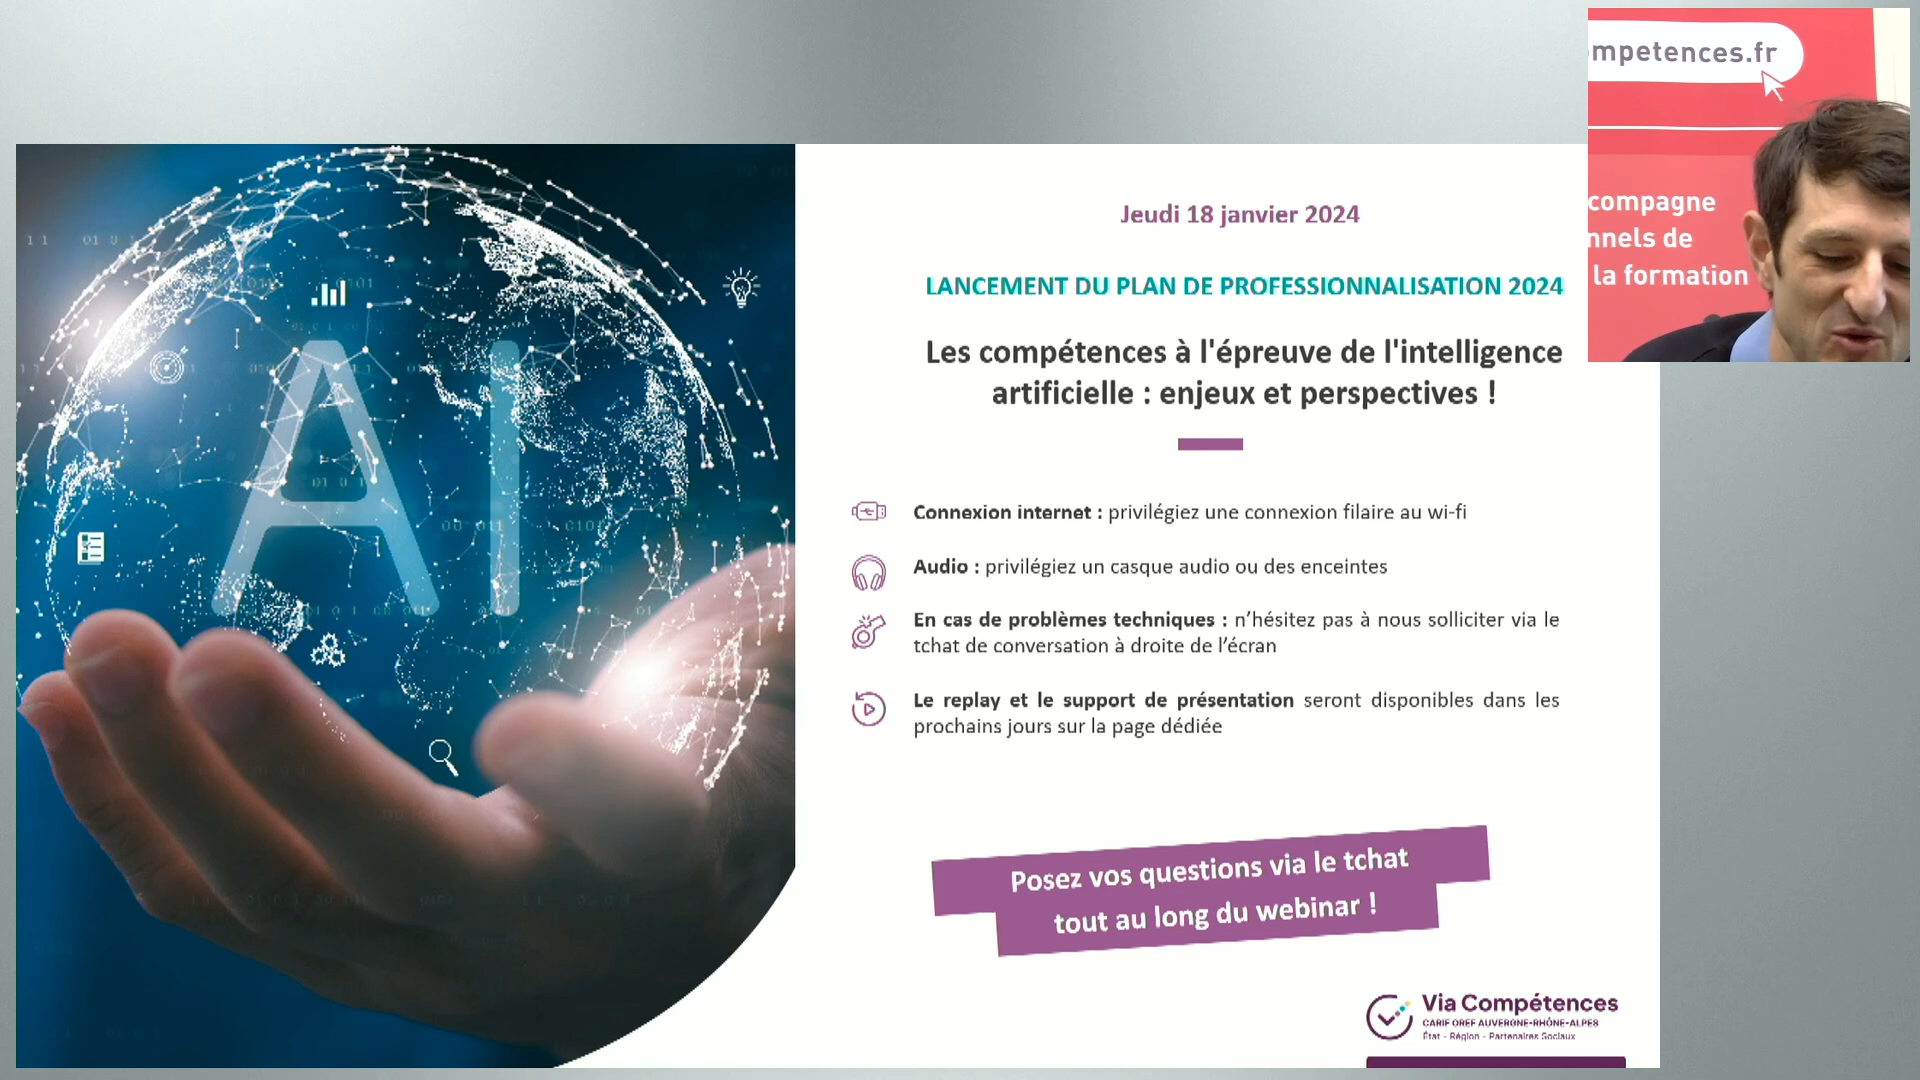 Jeudi 18 janvier 2024
LANCEMENT DU PLAN DE PROFESSIONNALISATION 2024
Les compétences à l'épreuve de l'intelligence
artificielle : enjeux et perspectives !
Connexion internet : privilégiez une connexion filaire au wi-fi
Audio : privilégiez un casque audio ou des enceintes
En cas de problèmes techniques : n’hésitez pas à nous solliciter via le
tchat de conversation à droite de l’écran
Le replay et le support de présentation seront disponibles dans les
prochains jours sur la page dédiée
Posez vos questions via le tchat
tout au long du webinar !
Via Compétences
CARIF OREF AUVERGNE-RHÔNE-ALPES
État - Région - Partenaires Sociaux
AI
mpetences.fr
compagne
nnels de
la formation